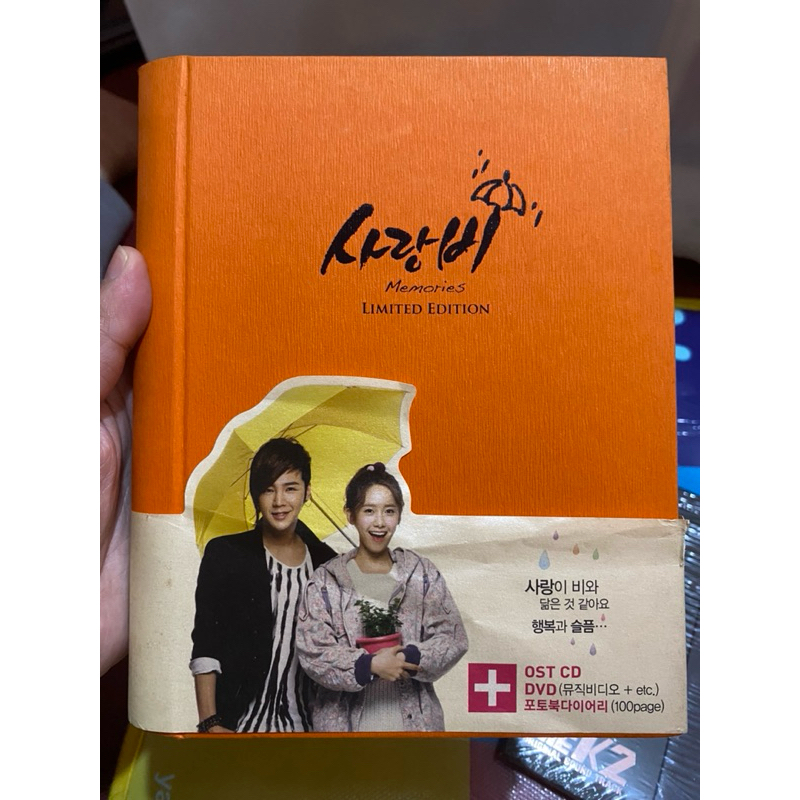 사랑비
Memories
LIMITED EDITION
사랑이 비와
닮은 것 같아요
행복과 슬픔…
OST CD
DVD (뮤직비디오 + etc.)
포토북다이어리 (100page)
ya